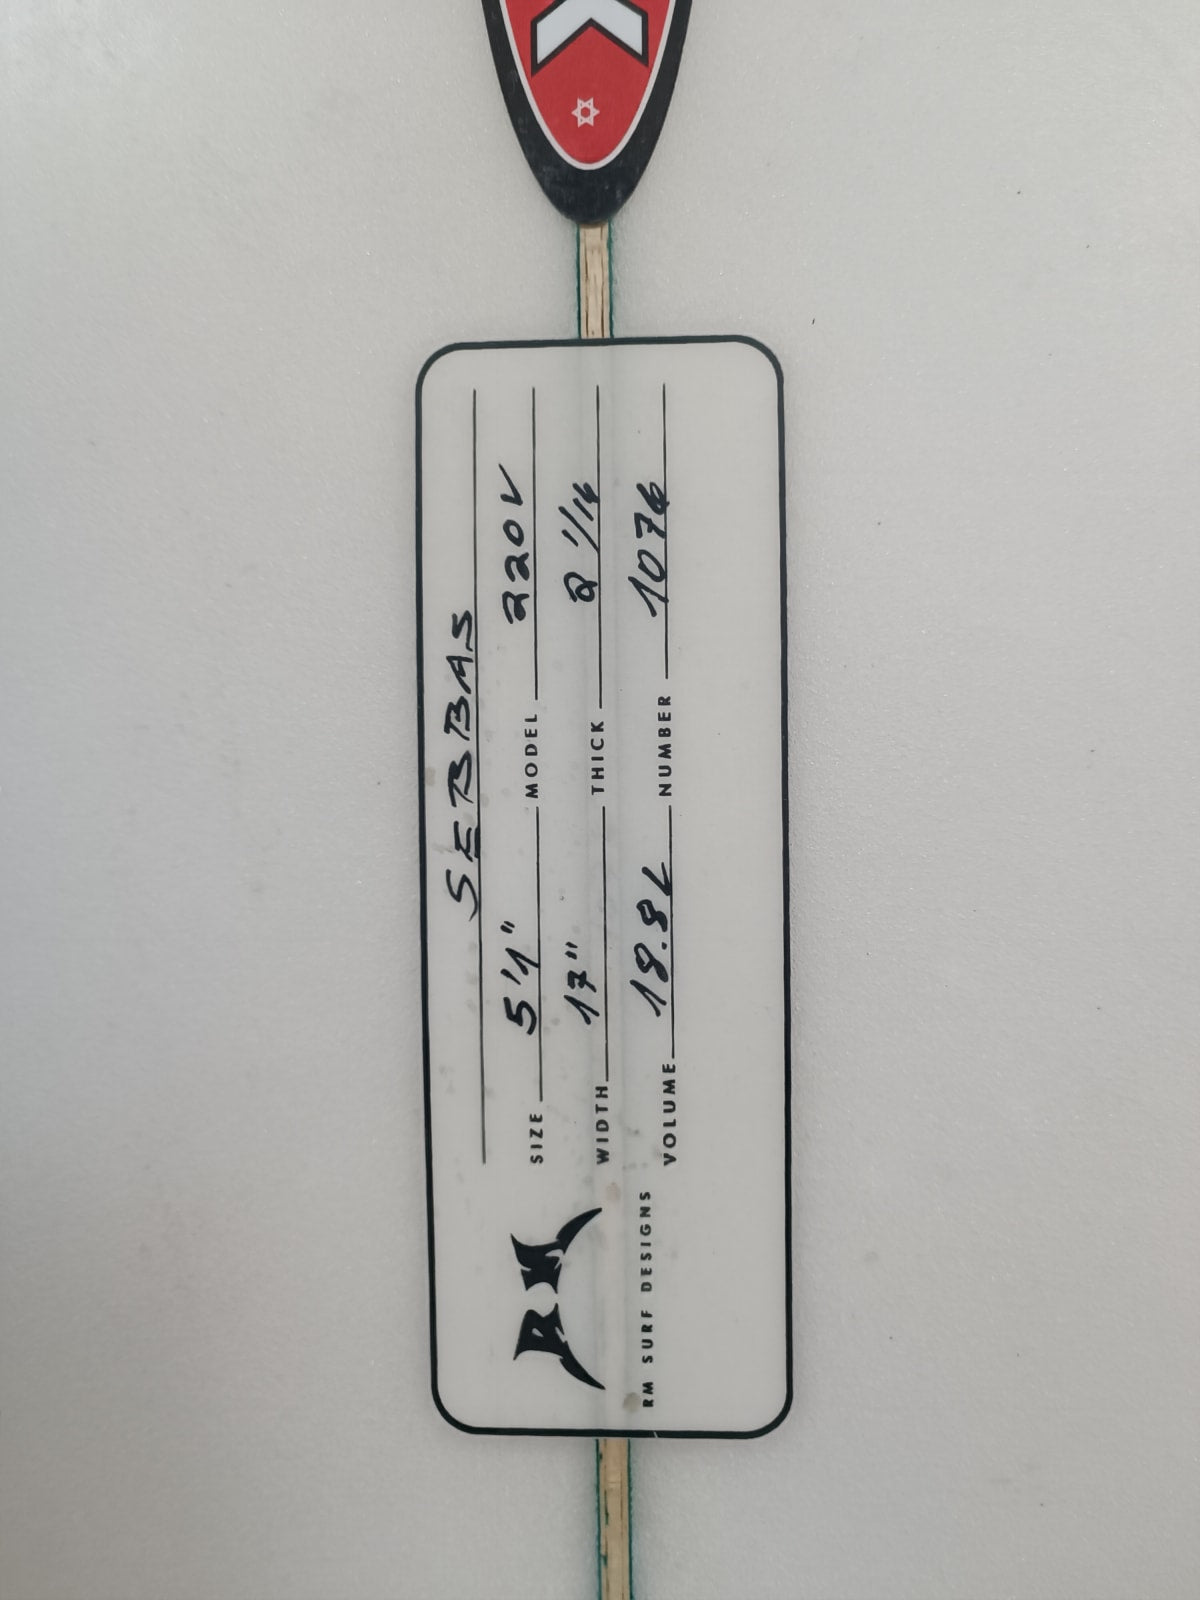 SEBBAS
SIZE 5'1" MODEL 220V
WIDTH 17" THICK 2 1/16
VOLUME 18.8L NUMBER 1076
RM
RM SURF DESIGNS